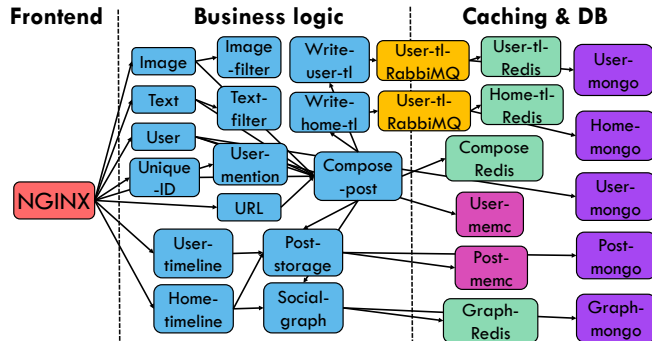 Frontend
Business logic
Caching & DB
NGINX
Image
Text
User
Unique
-ID
User-
timeline
Home-
timeline
Image
-filter
Text-
filter
User-
mention
URL
Write-
user-tl
Write-
home-tl
Compose
-post
Post-
storage
Social-
graph
User-tl-
RabbiMQ
User-tl-
RabbiMQ
User-tl-
Redis
Home-tl-
Redis
Compose
Redis
User-
memc
Post-
memc
Graph-
Redis
User-
mongo
Home-
mongo
User-
mongo
Post-
mongo
Graph-
mongo